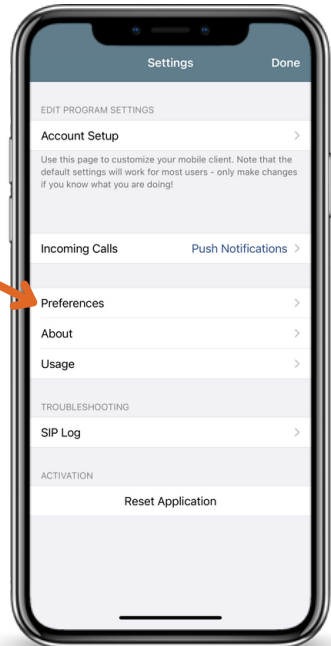 Settings Done
EDIT PROGRAM SETTINGS
Account Setup
Use this page to customize your mobile client. Note that the
default settings will work for most users - only make changes
if you know what you are doing!
Incoming Calls Push Notifications
Preferences
About
Usage
TROUBLESHOOTING
SIP Log
ACTIVATION
Reset Application